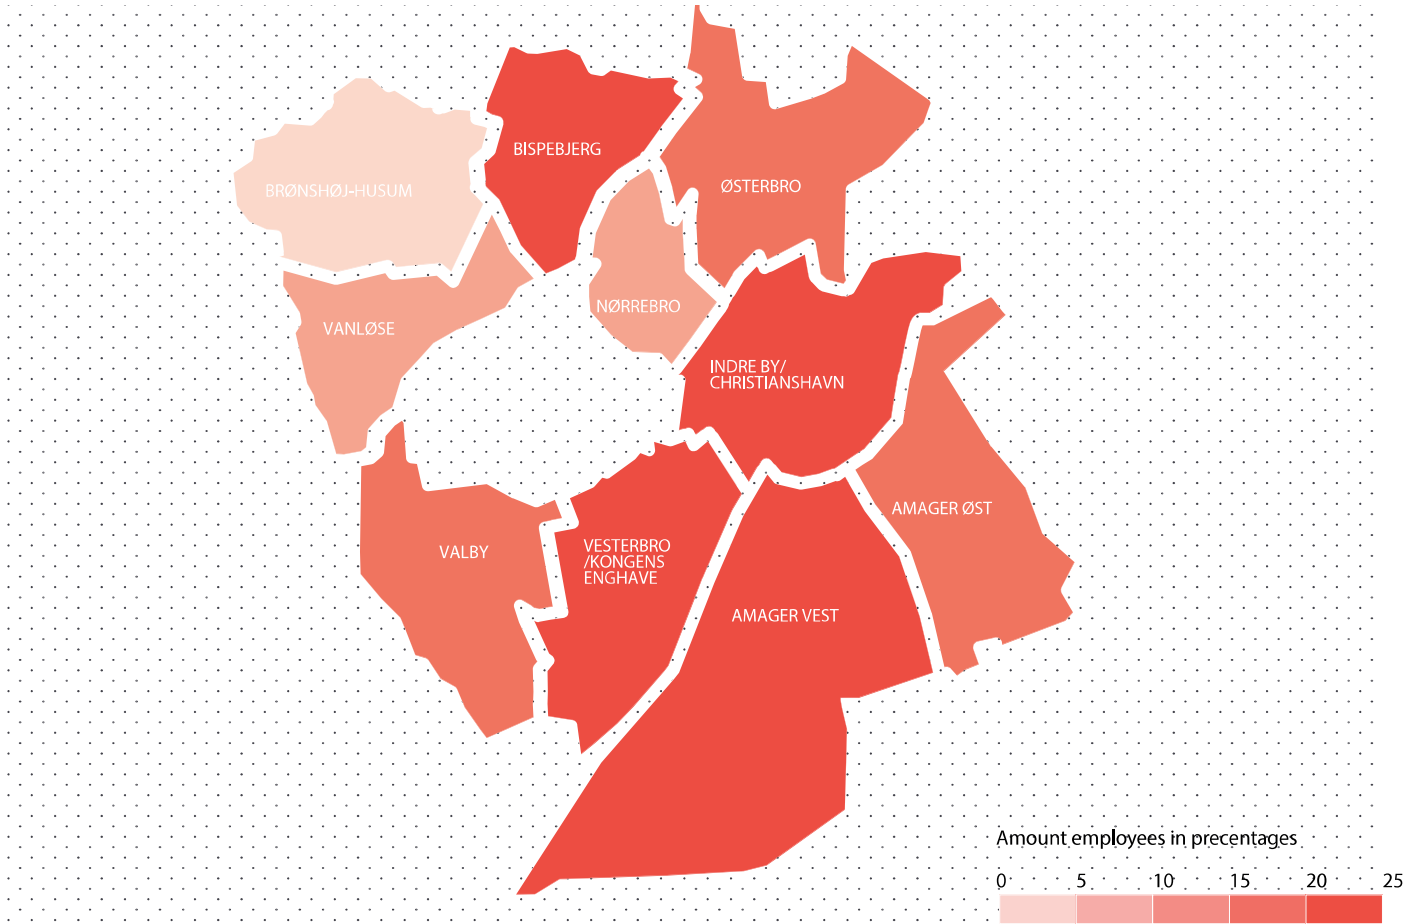 BISPEBJERG
ØSTERBRO
BRØNSHØJ-HUSUM
NØRREBRO
VANLØSE
INDRE BY/
CHRISTIANSHAVN
AMAGER ØST
VALBY
VESTERBRO
/KONGENS
ENGHAVE
AMAGER VEST
Amount employees in precentages
0 5 10 15 20 25